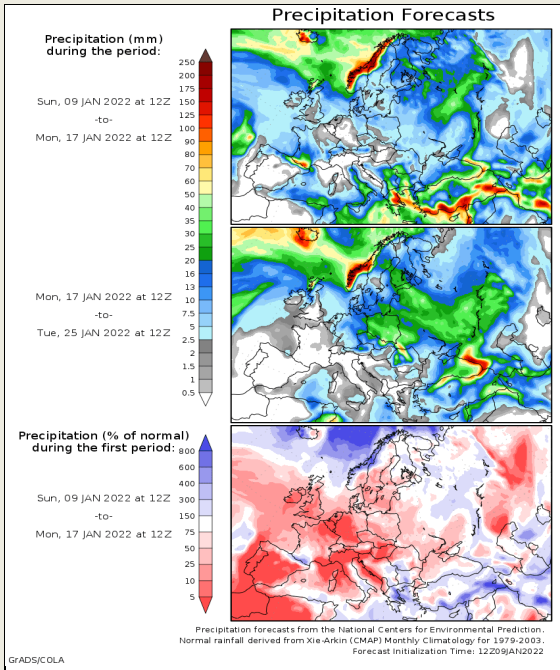 Precipitation Forecasts
Precipitation (mm)
during the period:
Sun, 09 JAN 2022 at 12Z
-to-
Mon, 17 JAN 2022 at 12Z
250
200
175
150
125
100
90
80
70
60
50
40
35
30
25
20
16
13
10
7.5
5
2.5
2
1.5
1
0.5
Mon, 17 JAN 2022 at 12Z
-to-
Tue, 25 JAN 2022 at 12Z
Precipitation (% of normal)
during the first period:
Sun, 09 JAN 2022 at 12Z
-to-
Mon, 17 JAN 2022 at 12Z
800
600
400
300
150
75
50
25
10
5
Precipitation forecasts from the National Centers for Environmental Prediction.
Normal rainfall derived from Xie-Arkin (CMAP) Monthly Climatology for 1979-2003.
Forecast Initialization Time: 12Z09JAN2022
GrADS/COLA